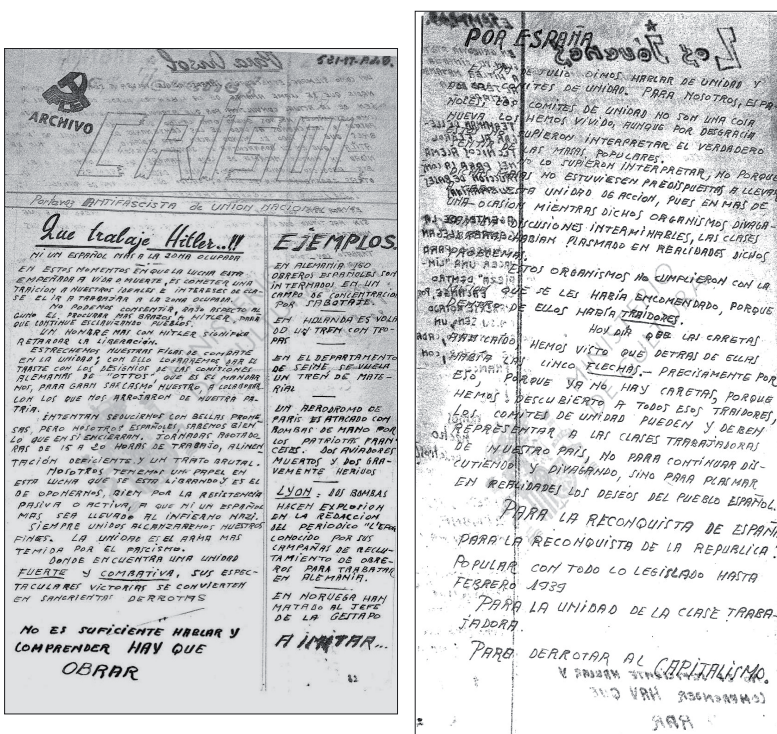 ARCHIVO
CRISOL
Portavoz ANTIFASCISTA de UNION NACIONAL
Que trabaje Hitler..!!
NI UN ESPAÑOL MAS A LA ZONA OCUPADA
EN ESTOS MOMENTOS EN QUE LA LUCHA ESTA
EMPEÑADA A VIDA A MUERTE, ES COMETER UNA
TRAICION A NUESTROS IDEALES E INTERESES DE CLA-
SE EL IR A TRABAJAR A LA ZONA OCUPADA.
NO PODEMOS CONSENTIR, BAJO ASPECTO AL
GUNO EL PROCURAR MAS BRAZOS A HITLER, PARA
QUE CONTINUE ESCLAVIZANDO PUEBLOS.
UN HOMBRE MAS CON HITLER SIGNIFICA
RETARDAR LA LIBERACIÓN.
ESTRECHEMOS NUESTRAS FILAS DE COMBATE
EN LA UNIDAD; CON ELLO LOGRAREMOS DAR EL
TRASTE CON LOS DESIGNIOS DE LAS COMITIONES
ALEMANAS DE "TOTTOS", QUE ES EL MANDAR
NOS, PARA GRAN SARCASMO NUESTRO A COLABORAR
CON LOS QUE NOS ARROJARON DE NUESTRA PA-
TRIA.
INTENTAN SEDUCIRNOS CON BELLAS PROME
SAS, PERO NOSOTROS ESPAÑOLES, SABEMOS BIEN
LO QUE EN SI ENCIERRAN, JORNADAS AGOTADO
RAS DE 15 A 20 HORAS DE TRABAJO, ALIMEN
TACIÓN DEFICIENTE Y UN TRATO BRUTAL.
NOSOTROS TENEMOS UN PAPEL EN
ESTA LUCHA QUE SE ESTA LIBRANDO Y ES EL
DE OPONERNOS, BIEN POR LA RESISTENCIA
PASIVA O ACTIVA, A QUE NI UN ESPAÑOL
MAS SEA LLEVADO AL INFIERNO NAZI.
SIEMPRE UNIDOS ALCANZAREMOS NUESTROS
FINES. LA UNIDAD ES EL ARMA MAS
TEMIDA POR EL FASCISMO.
DONDE ENCUENTRA UNA UNIDAD
FUERTE Y COMBATIVA, SUS ESPEC-
TACULARES VICTORIAS SE CONVIERTEN
EN SANGRIENTAS DERROTAS
NO ES SUFICIENTE HABLAR Y
COMPRENDER HAY QUE
OBRAR
EJEMPLOS.
EN ALEMANIA 150
OBREROS ESPAÑOLES SON
INTERNADOS EN UN
CAMPO DE CONCENTRACION
POR SABOTAJE.
EN HOLANDA ES VOLA
DO UN TREN CON TRO-
PAS
EN EL DEPARTAMENTO
DE SEINE, SE VUELA
UN TREN DE MATE-
RIAL
UN AERODROMO DE
PARIS ES ATACADO CON
BOMBAS DE MANO POR
LOS PATRIOTAS FRAN
CESES. DOS AVIADORES
MUERTOS Y DOS GRA-
VEMENTE HERIDOS
LYON: DOS BOMBAS
HACEN EXPLOSION
EN LA REDACCION
DEL PERIODICO "L'EFOR
CONOCIDO POR SUS
CAMPAÑAS DE RECLU-
TAMIENTO DE OBRE-
ROS PARA TRABAJAR
EN ALEMANIA.
EN NORUEGA HAN
MATADO AL JEFE
DE LA GESTAPO
A IMITAR...
POR ESPAÑA
DE JULIO OIMOS HABLAR DE UNIDAD Y
DE COMITES DE UNIDAD. PARA NOSOTROS, ESPA
ÑOLES, COMITES DE UNIDAD NO SON UNA COSA
NUEVA LOS HEMOS VIVIDO, AUNQUE POR DESGRACIA
SUPIERON INTERPRETAR EL VERDADERO
LAS MASAS POPULARES.
LO SUPIERON INTERPRETAR, NO PORQUE
NO ESTUVIESEN PREDISPUESTAS A LLEVAR
UNIDAD DE ACCION, PUES EN MAS DE
UNA OCASION MIENTRAS DICHOS ORGANISMOS DIVAGA-
DISCUSIONES INTERMINABLES, LAS CLASES
HABIAN PLASMADO EN REALIDADES DICHOS
PROBLEMAS.
ESTOS ORGANISMOS NO CUMPLIERON CON LA
QUE SE LES HABÍA ENCOMENDADO, PORQUE
DENTRO DE ELLOS HABÍA TRAIDORES.
HOY DÍA QUE LAS CARETAS
HEMOS VISTO QUE DETRAS DE ELLAS
HABÍA LAS CINCO FLECHAS.- PRECISAMENTE POR
ESO, PORQUE YA NO HAY CARETAS, PORQUE
HEMOS DESCUBIERTO A TODOS ESOS TRAIDORES,
LOS COMITES DE UNIDAD PUEDEN Y DEBEN
REPRESENTAR A LAS CLASES TRABAJADORAS
DE NUESTRO PAIS, NO PARA CONTINUAR DIS-
CUTIENDO Y DIVAGANDO, SINO PARA PLASMAR
EN REALIDADES LOS DESEOS DEL PUEBLO ESPAÑOL.
PARA LA RECONQUISTA DE ESPAÑA
PARA LA RECONQUISTA DE LA REPUBLICA
POPULAR CON TODO LO LEGISLADO HASTA
FEBRERO 1939
PARA LA UNIDAD DE LA CLASE TRABA-
JADORA.
PARA DERROTAR AL CAPITALISMO.